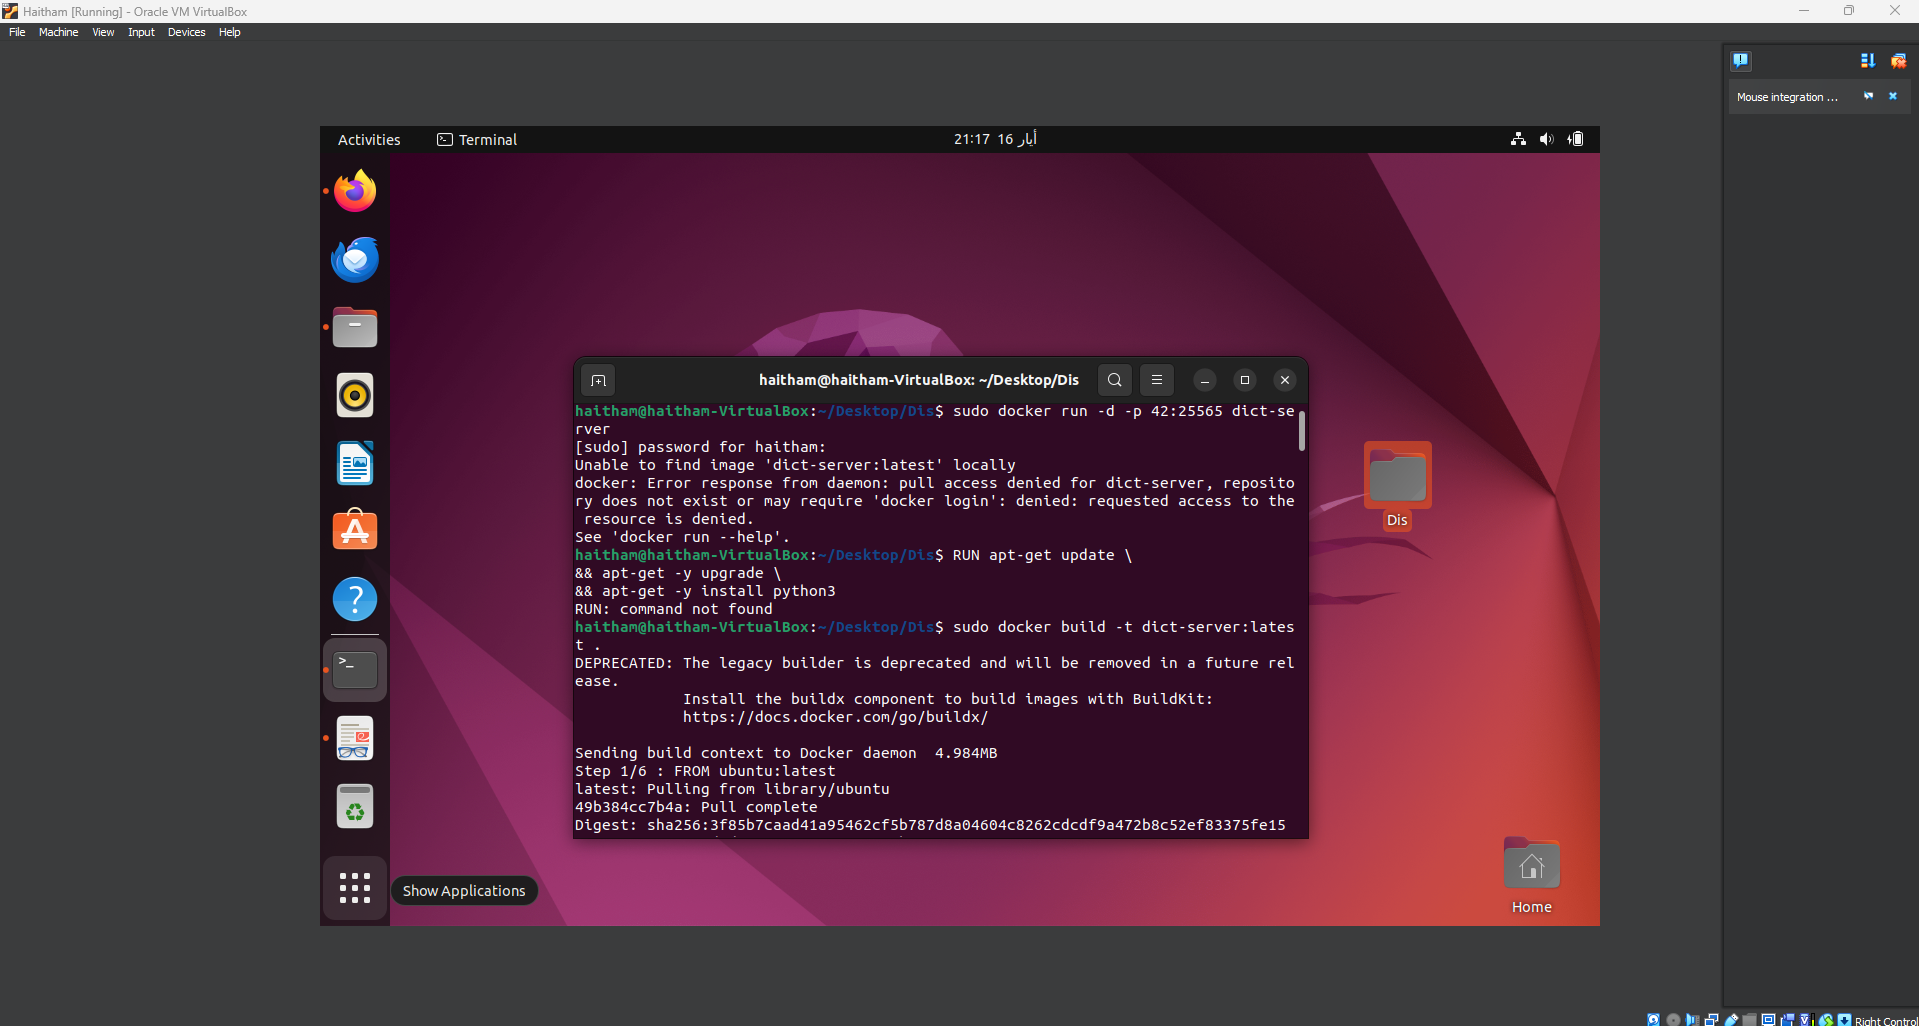 Haitham [Running] - Oracle VM VirtualBox
File Machine View Input Devices Help
Mouse integration ...
Activities
Terminal
21:17 16 أيار
haitham@haitham-VirtualBox: ~/Desktop/Dis
haitham@haitham-VirtualBox:~/Desktop/Dis$ sudo docker run -d -p 42:25565 dict-se
rver
[sudo] password for haitham:
Unable to find image 'dict-server:latest' locally
docker: Error response from daemon: pull access denied for dict-server, reposito
ry does not exist or may require 'docker login': denied: requested access to the
 resource is denied.
See 'docker run --help'.
haitham@haitham-VirtualBox:~/Desktop/Dis$ RUN apt-get update \
&& apt-get -y upgrade \
&& apt-get -y install python3
RUN: command not found
haitham@haitham-VirtualBox:~/Desktop/Dis$ sudo docker build -t dict-server:lates
t .
DEPRECATED: The legacy builder is deprecated and will be removed in a future rel
ease.
            Install the buildx component to build images with BuildKit:
            https://docs.docker.com/go/buildx/
Sending build context to Docker daemon  4.984MB
Step 1/6 : FROM ubuntu:latest
latest: Pulling from library/ubuntu
49b384cc7b4a: Pull complete
Digest: sha256:3f85b7caad41a95462cf5b787d8a04604c8262cdcdf9a472b8c52ef83375fe15
Dis
Show Applications
Home
Right Control